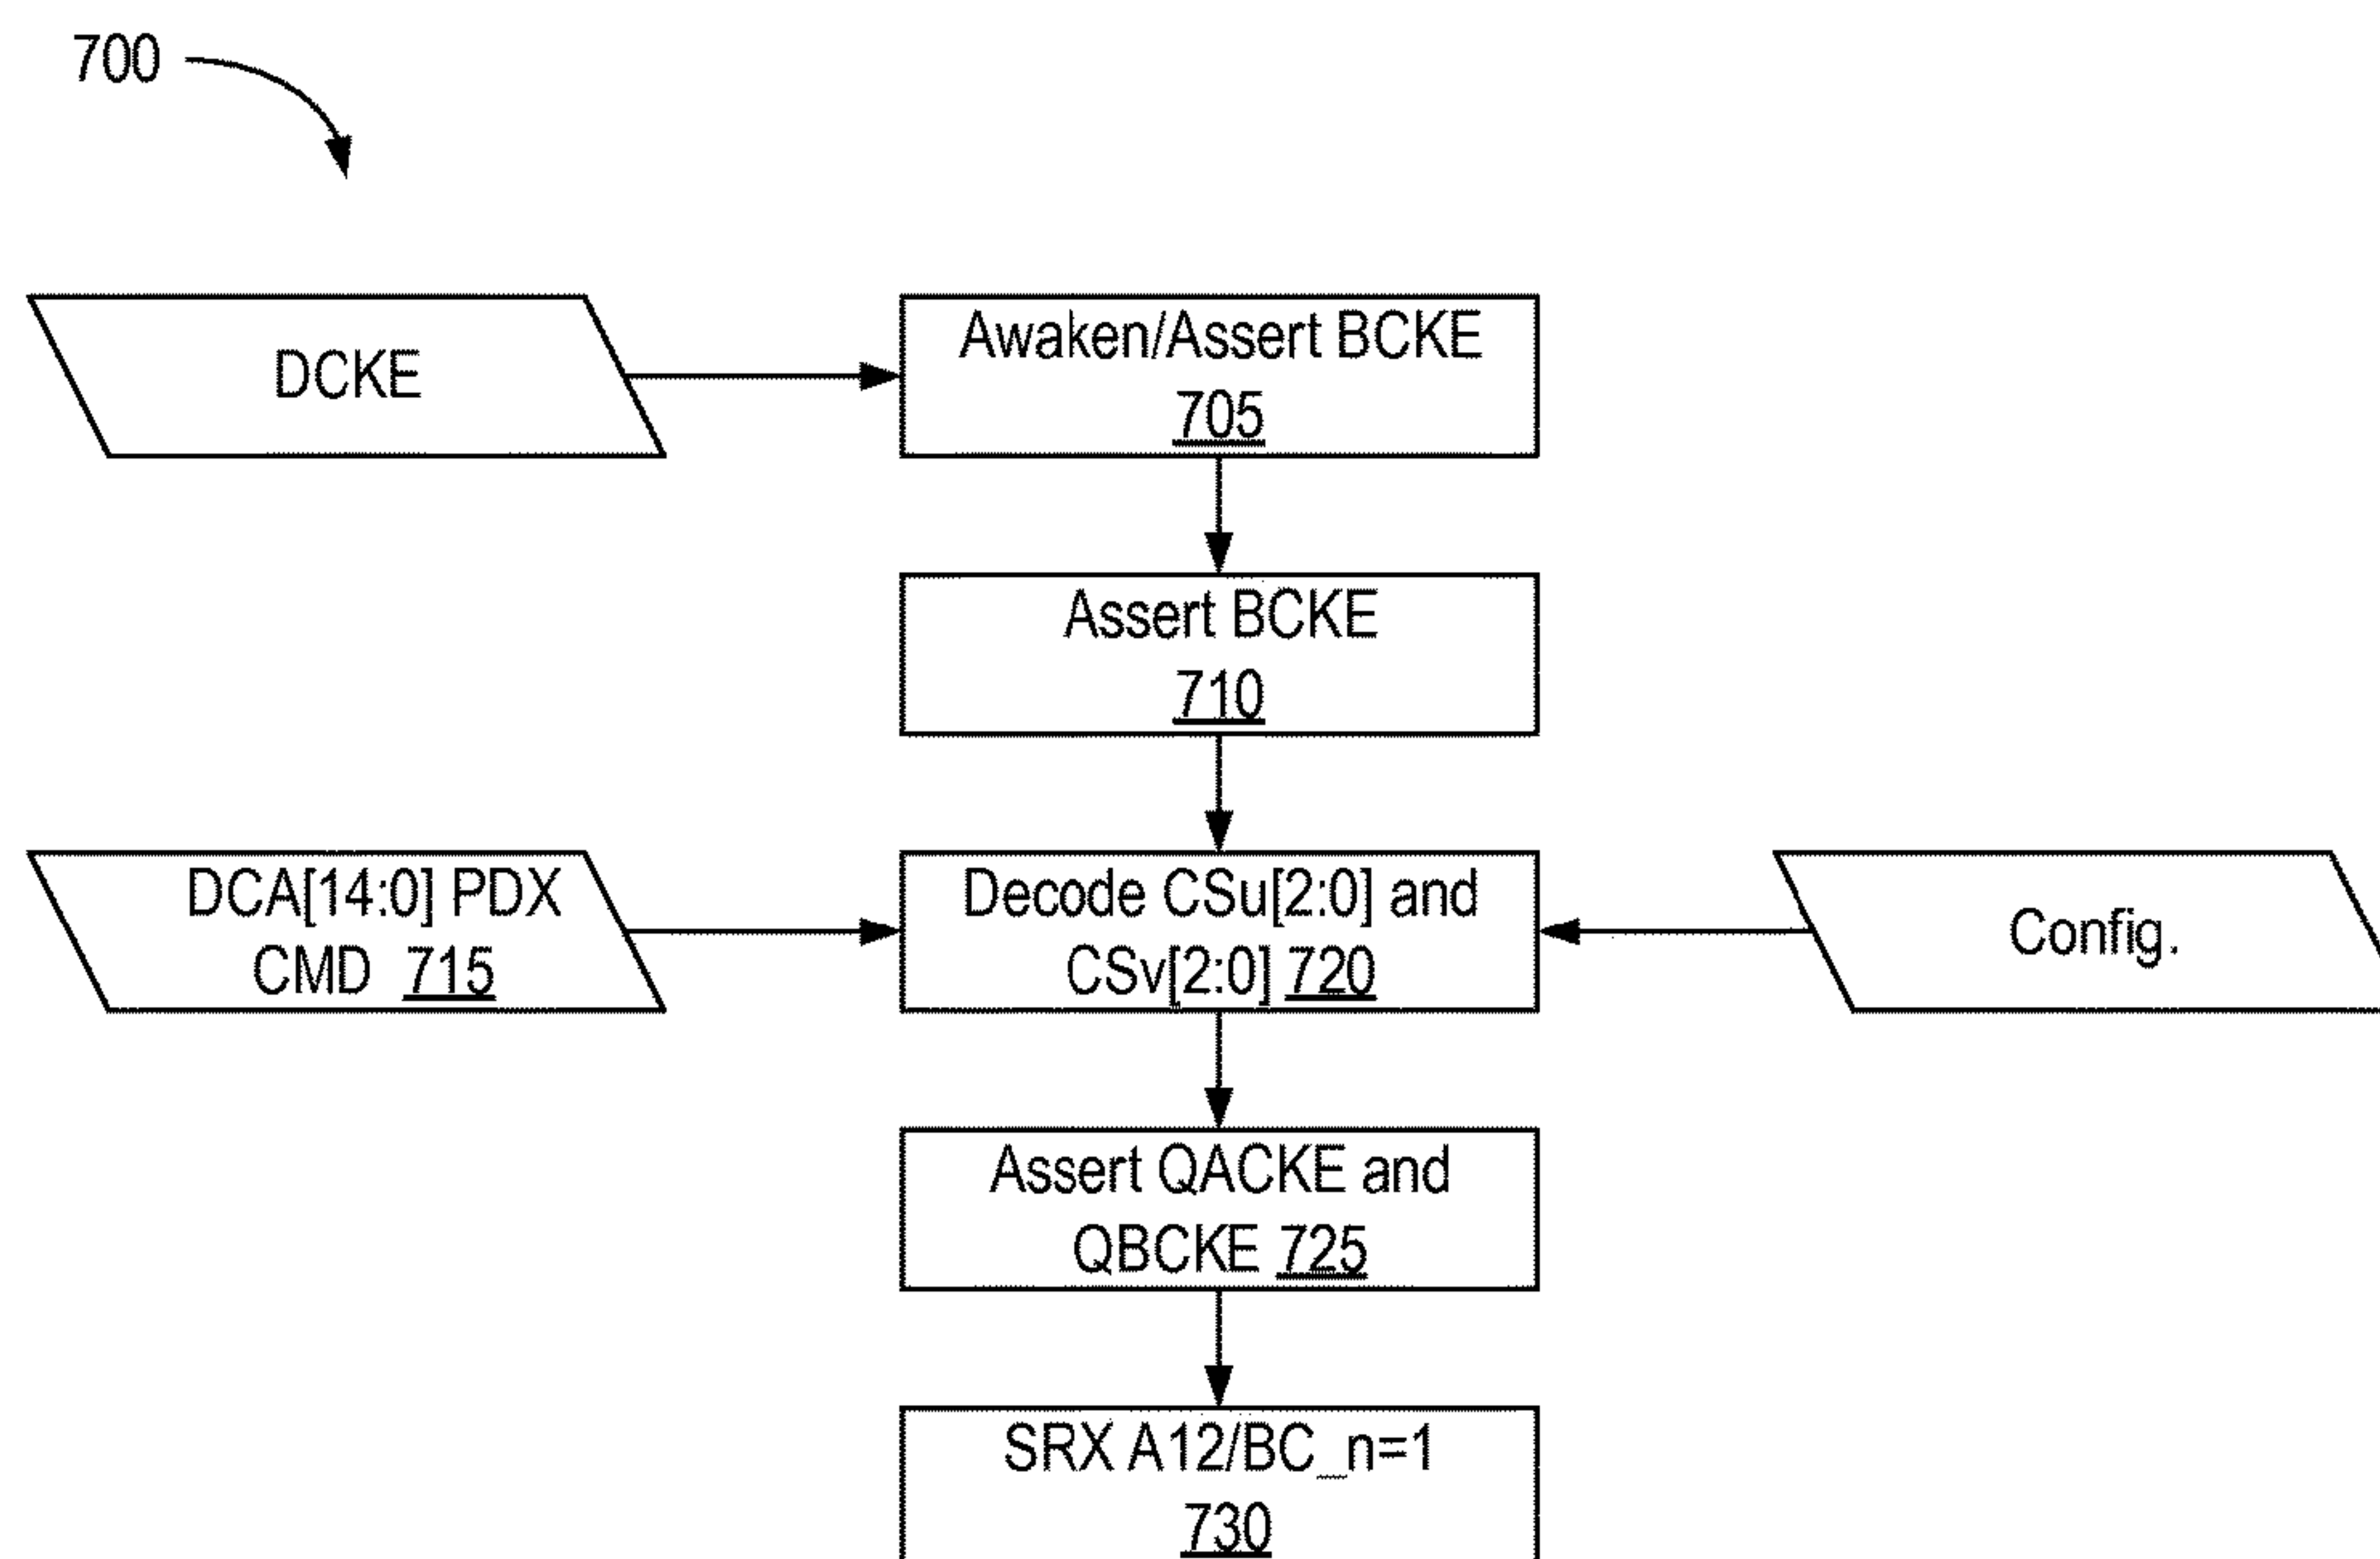 700
DCKE
Awaken/Assert BCKE
705
Assert BCKE
710
DCA[14:0] PDX
CMD 715
Decode CSu[2:0] and
CSv[2:0] 720
Config.
Assert QACKE and
QBCKE 725
SRX A12/BC_n=1
730